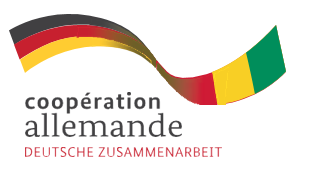 coopération
allemande
DEUTSCHE ZUSAMMENARBEIT